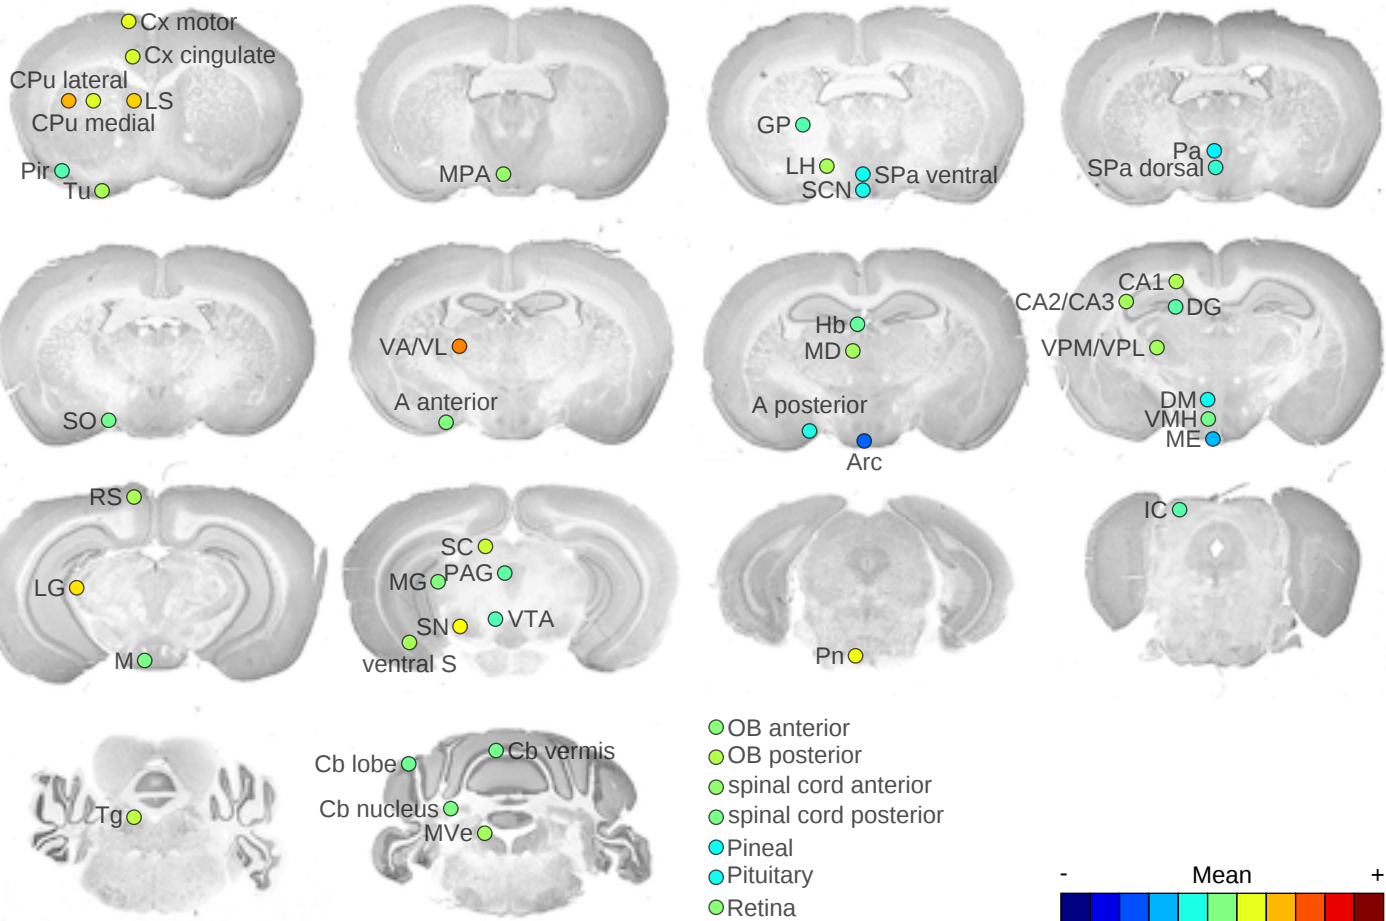 Cx motor
Cx cingulate
CPu lateral
LS
CPu medial
Pir
Tu
MPA
GP
LH
SPa ventral
SCN
Pa
SPa dorsal
SO
VA/VL
A anterior
Hb
MD
A posterior
Arc
CA1
CA2/CA3
DG
VPM/VPL
DM
VMH
ME
RS
LG
M
SC
MG
PAG
SN
VTA
ventral S
Pn
IC
Tg
Cb lobe
Cb vermis
Cb nucleus
MVe
OB anterior
OB posterior
spinal cord anterior
spinal cord posterior
Pineal
Pituitary
Retina
- Mean +